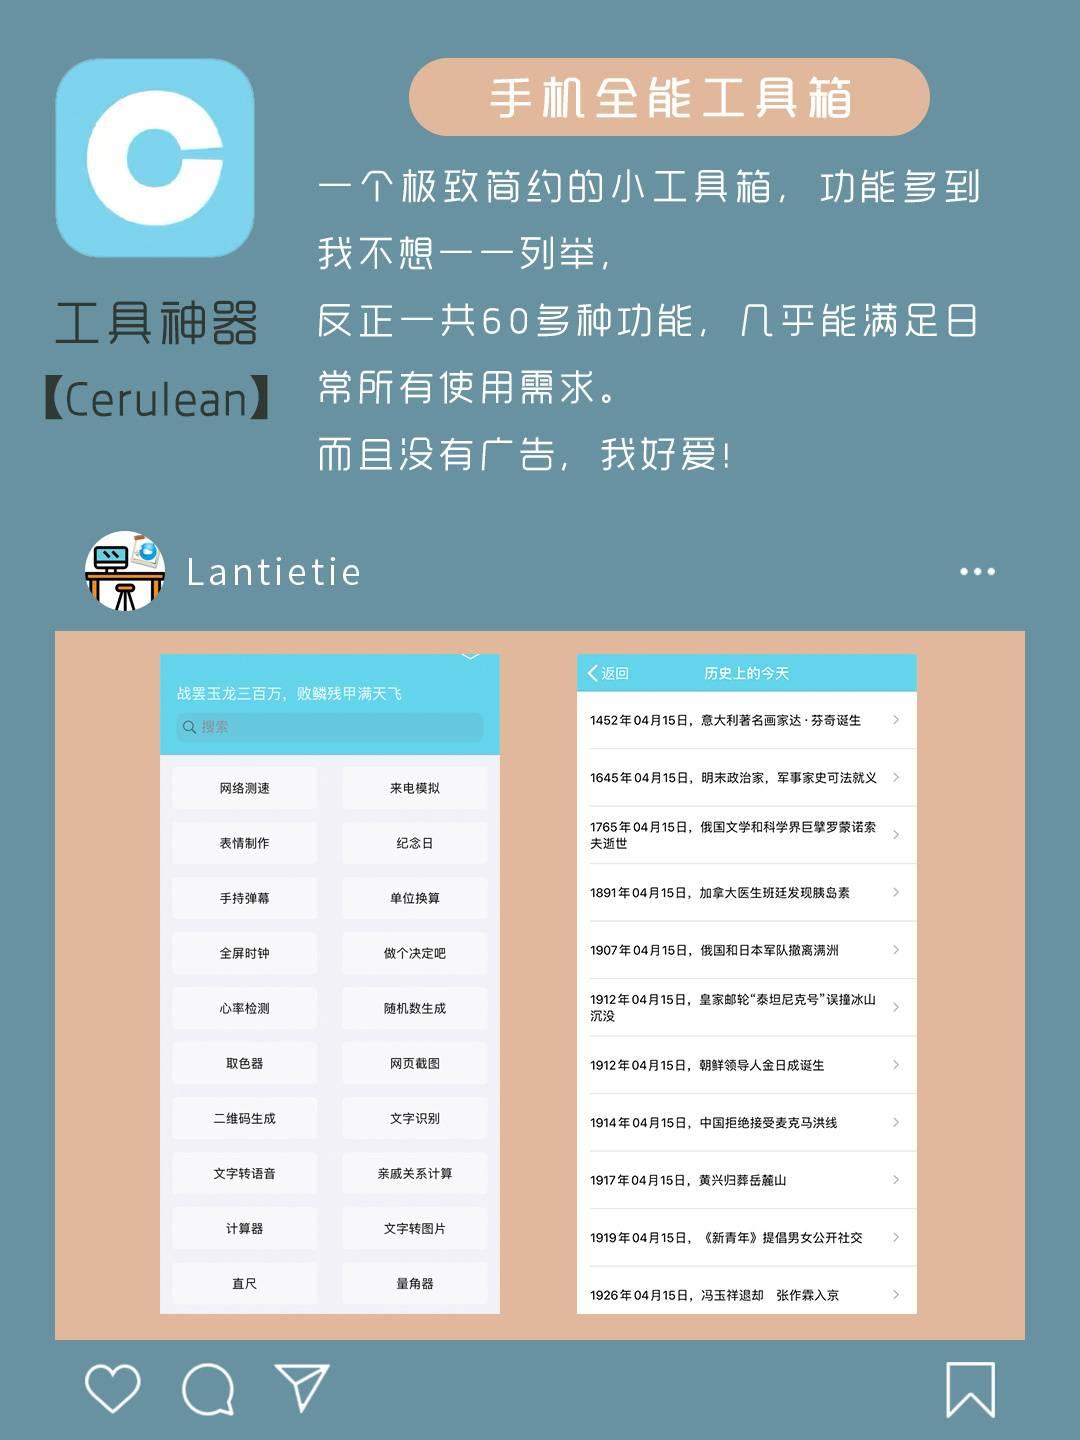 手机全能工具箱
一个极致简约的小工具箱，功能多到
我不想一一列举，
反正一共60多种功能，几乎能满足日
常所有使用需求。
而且没有广告，我好爱！
工具神器
【Cerulean】
Lantietie
战罢玉龙三百万，败鳞残甲满天飞
搜索
网络测速
来电模拟
表情制作
纪念日
手持弹幕
单位换算
全屏时钟
做个决定吧
心率检测
随机数生成
取色器
网页截图
二维码生成
文字识别
文字转语音
亲戚关系计算
计算器
文字转图片
直尺
量角器
返回
历史上的今天
1452年04月15日，意大利著名画家达·芬奇诞生
1645年04月15日，明末政治家，军事家史可法就义
1765年04月15日，俄国文学和科学界巨擘罗蒙诺索
夫逝世
1891年04月15日，加拿大医生班廷发现胰岛素
1907年04月15日，俄国和日本军队撤离满洲
1912年04月15日，皇家邮轮“泰坦尼克号”误撞冰山
沉没
1912年04月15日，朝鲜领导人金日成诞生
1914年04月15日，中国拒绝接受麦克马洪线
1917年04月15日，黄兴归葬岳麓山
1919年04月15日，《新青年》提倡男女公开社交
1926年04月15日，冯玉祥退却　张作霖入京